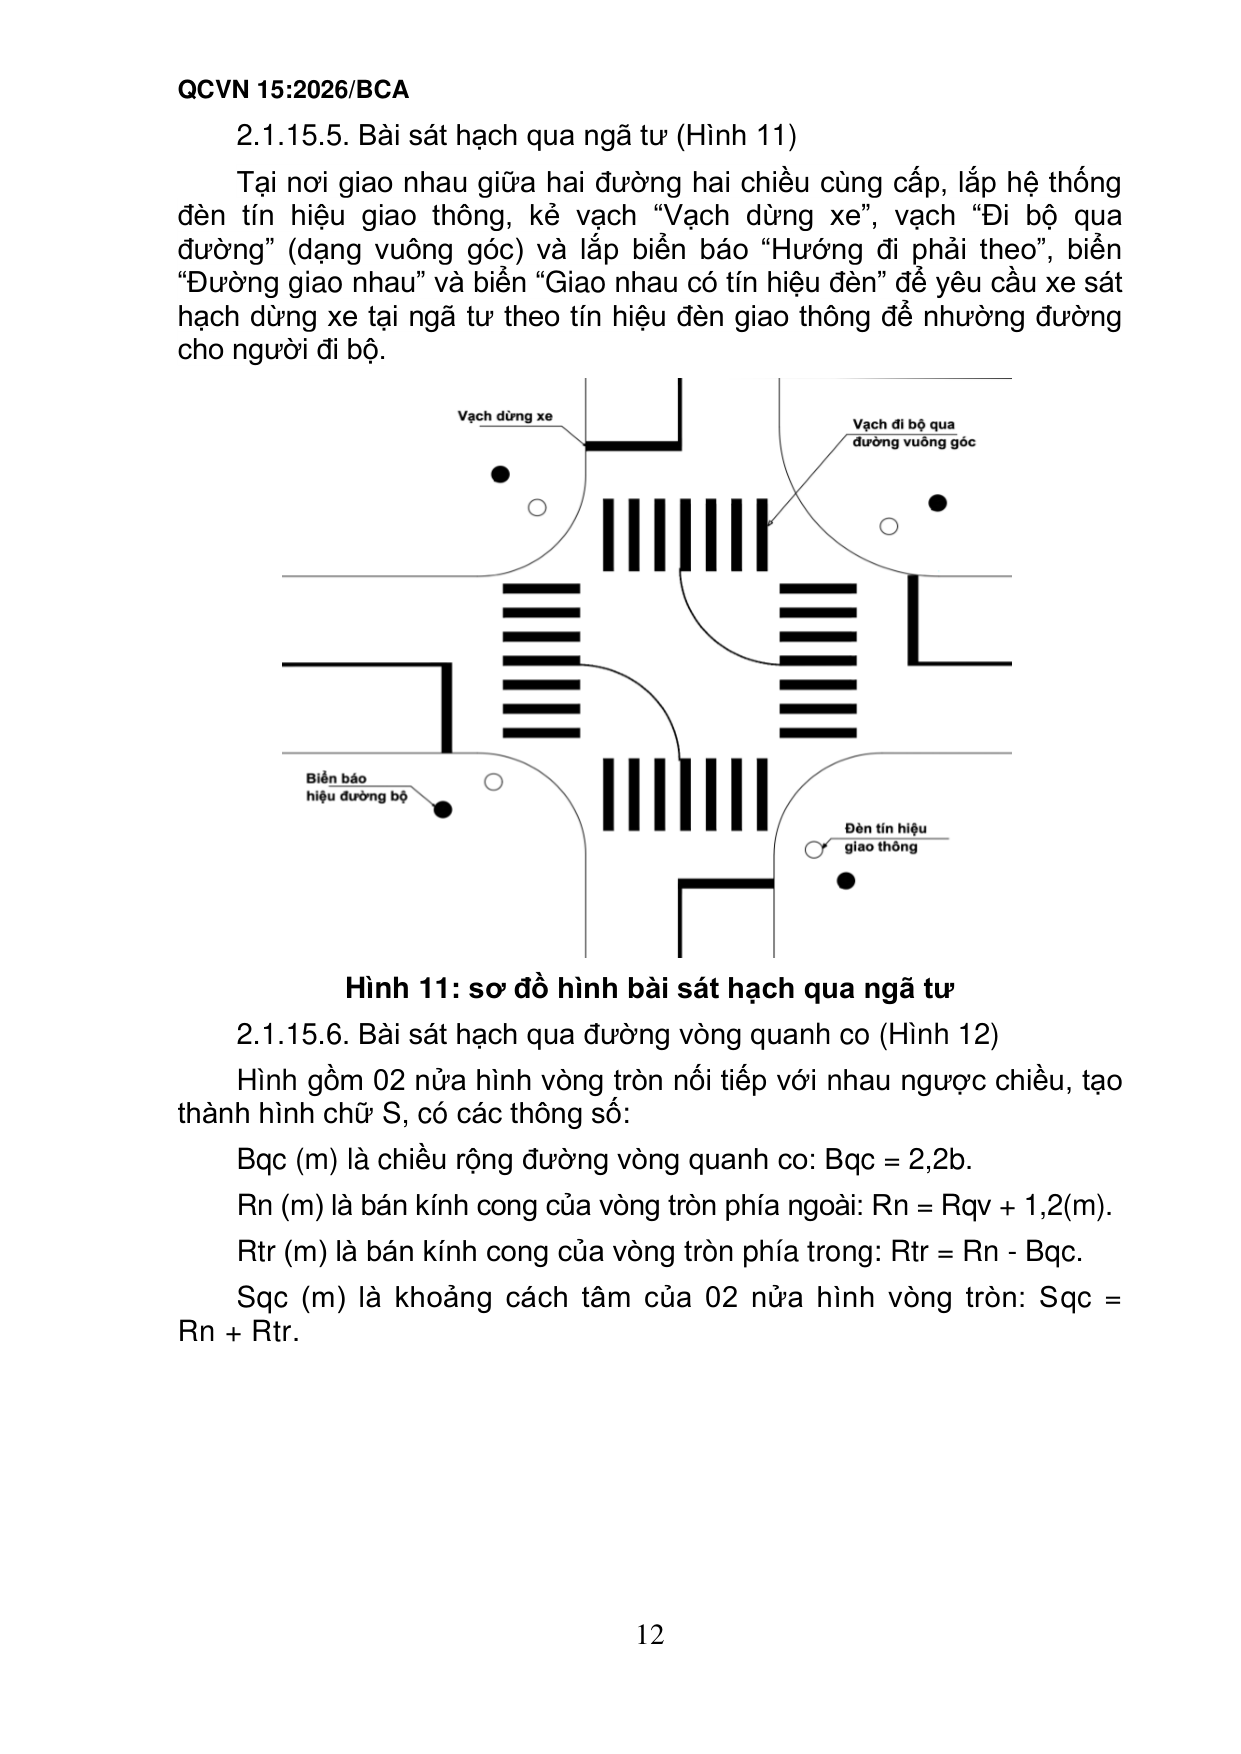 QCVN 15:2026/BCA
2.1.15.5. Bài sát hạch qua ngã tư (Hình 11)
Tại nơi giao nhau giữa hai đường hai chiều cùng cấp, lắp hệ thống
đèn tín hiệu giao thông, kẻ vạch “Vạch dừng xe”, vạch “Đi bộ qua
đường” (dạng vuông góc) và lắp biển báo “Hướng đi phải theo”, biển
“Đường giao nhau” và biển “Giao nhau có tín hiệu đèn” để yêu cầu xe sát
hạch dừng xe tại ngã tư theo tín hiệu đèn giao thông để nhường đường
cho người đi bộ.
Vạch dừng xe
Vạch đi bộ qua
đường vuông góc
Biển báo
hiệu đường bộ
Đèn tín hiệu
giao thông
Hình 11: sơ đồ hình bài sát hạch qua ngã tư
2.1.15.6. Bài sát hạch qua đường vòng quanh co (Hình 12)
Hình gồm 02 nửa hình vòng tròn nối tiếp với nhau ngược chiều, tạo
thành hình chữ S, có các thông số:
Bqc (m) là chiều rộng đường vòng quanh co: Bqc = 2,2b.
Rn (m) là bán kính cong của vòng tròn phía ngoài: Rn = Rqv + 1,2(m).
Rtr (m) là bán kính cong của vòng tròn phía trong: Rtr = Rn - Bqc.
Sqc (m) là khoảng cách tâm của 02 nửa hình vòng tròn: Sqc =
Rn + Rtr.
12